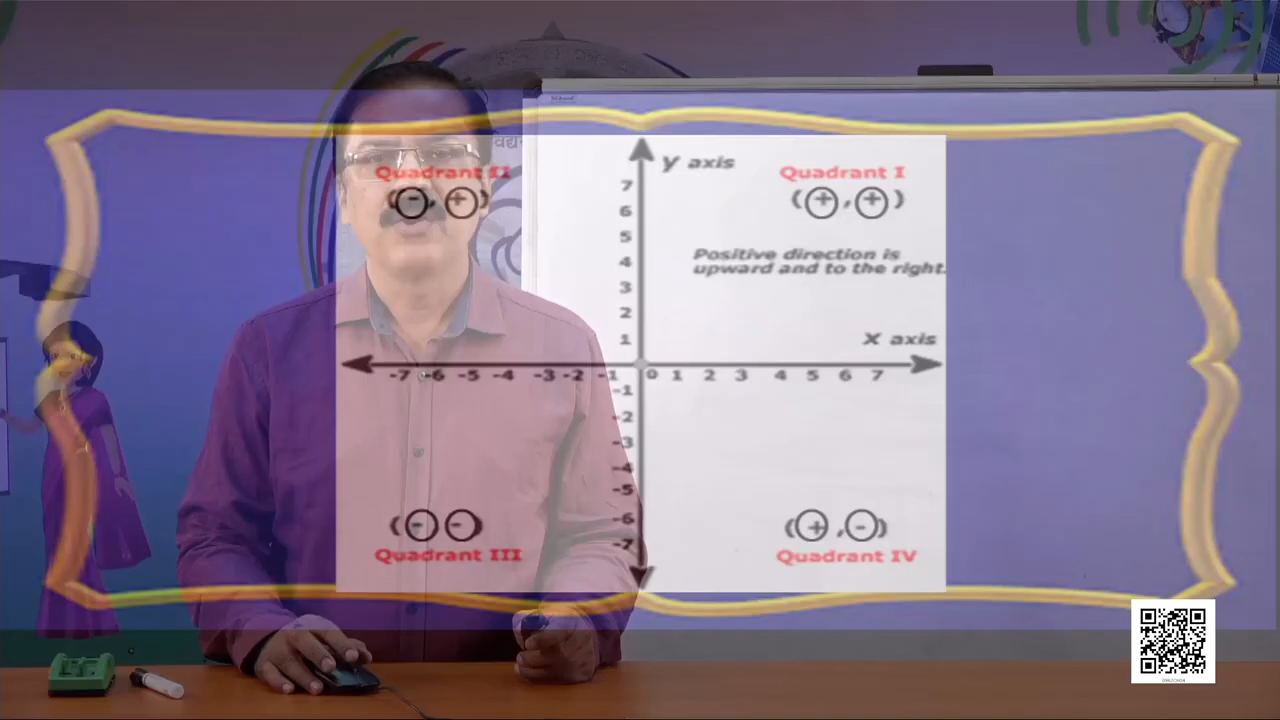 विद्य
Y axis
Quadrant II
Quadrant I
(-, +)
(+ , +)
7
6
5
4
3
2
1
Positive direction is
upward and to the right.
X axis
-7 -6 -5 -4 -3 -2 -1 0 1 2 3 4 5 6 7
-1
-2
-3
-4
-5
-6
-7
(- -)
(+ , -)
Quadrant III
Quadrant IV